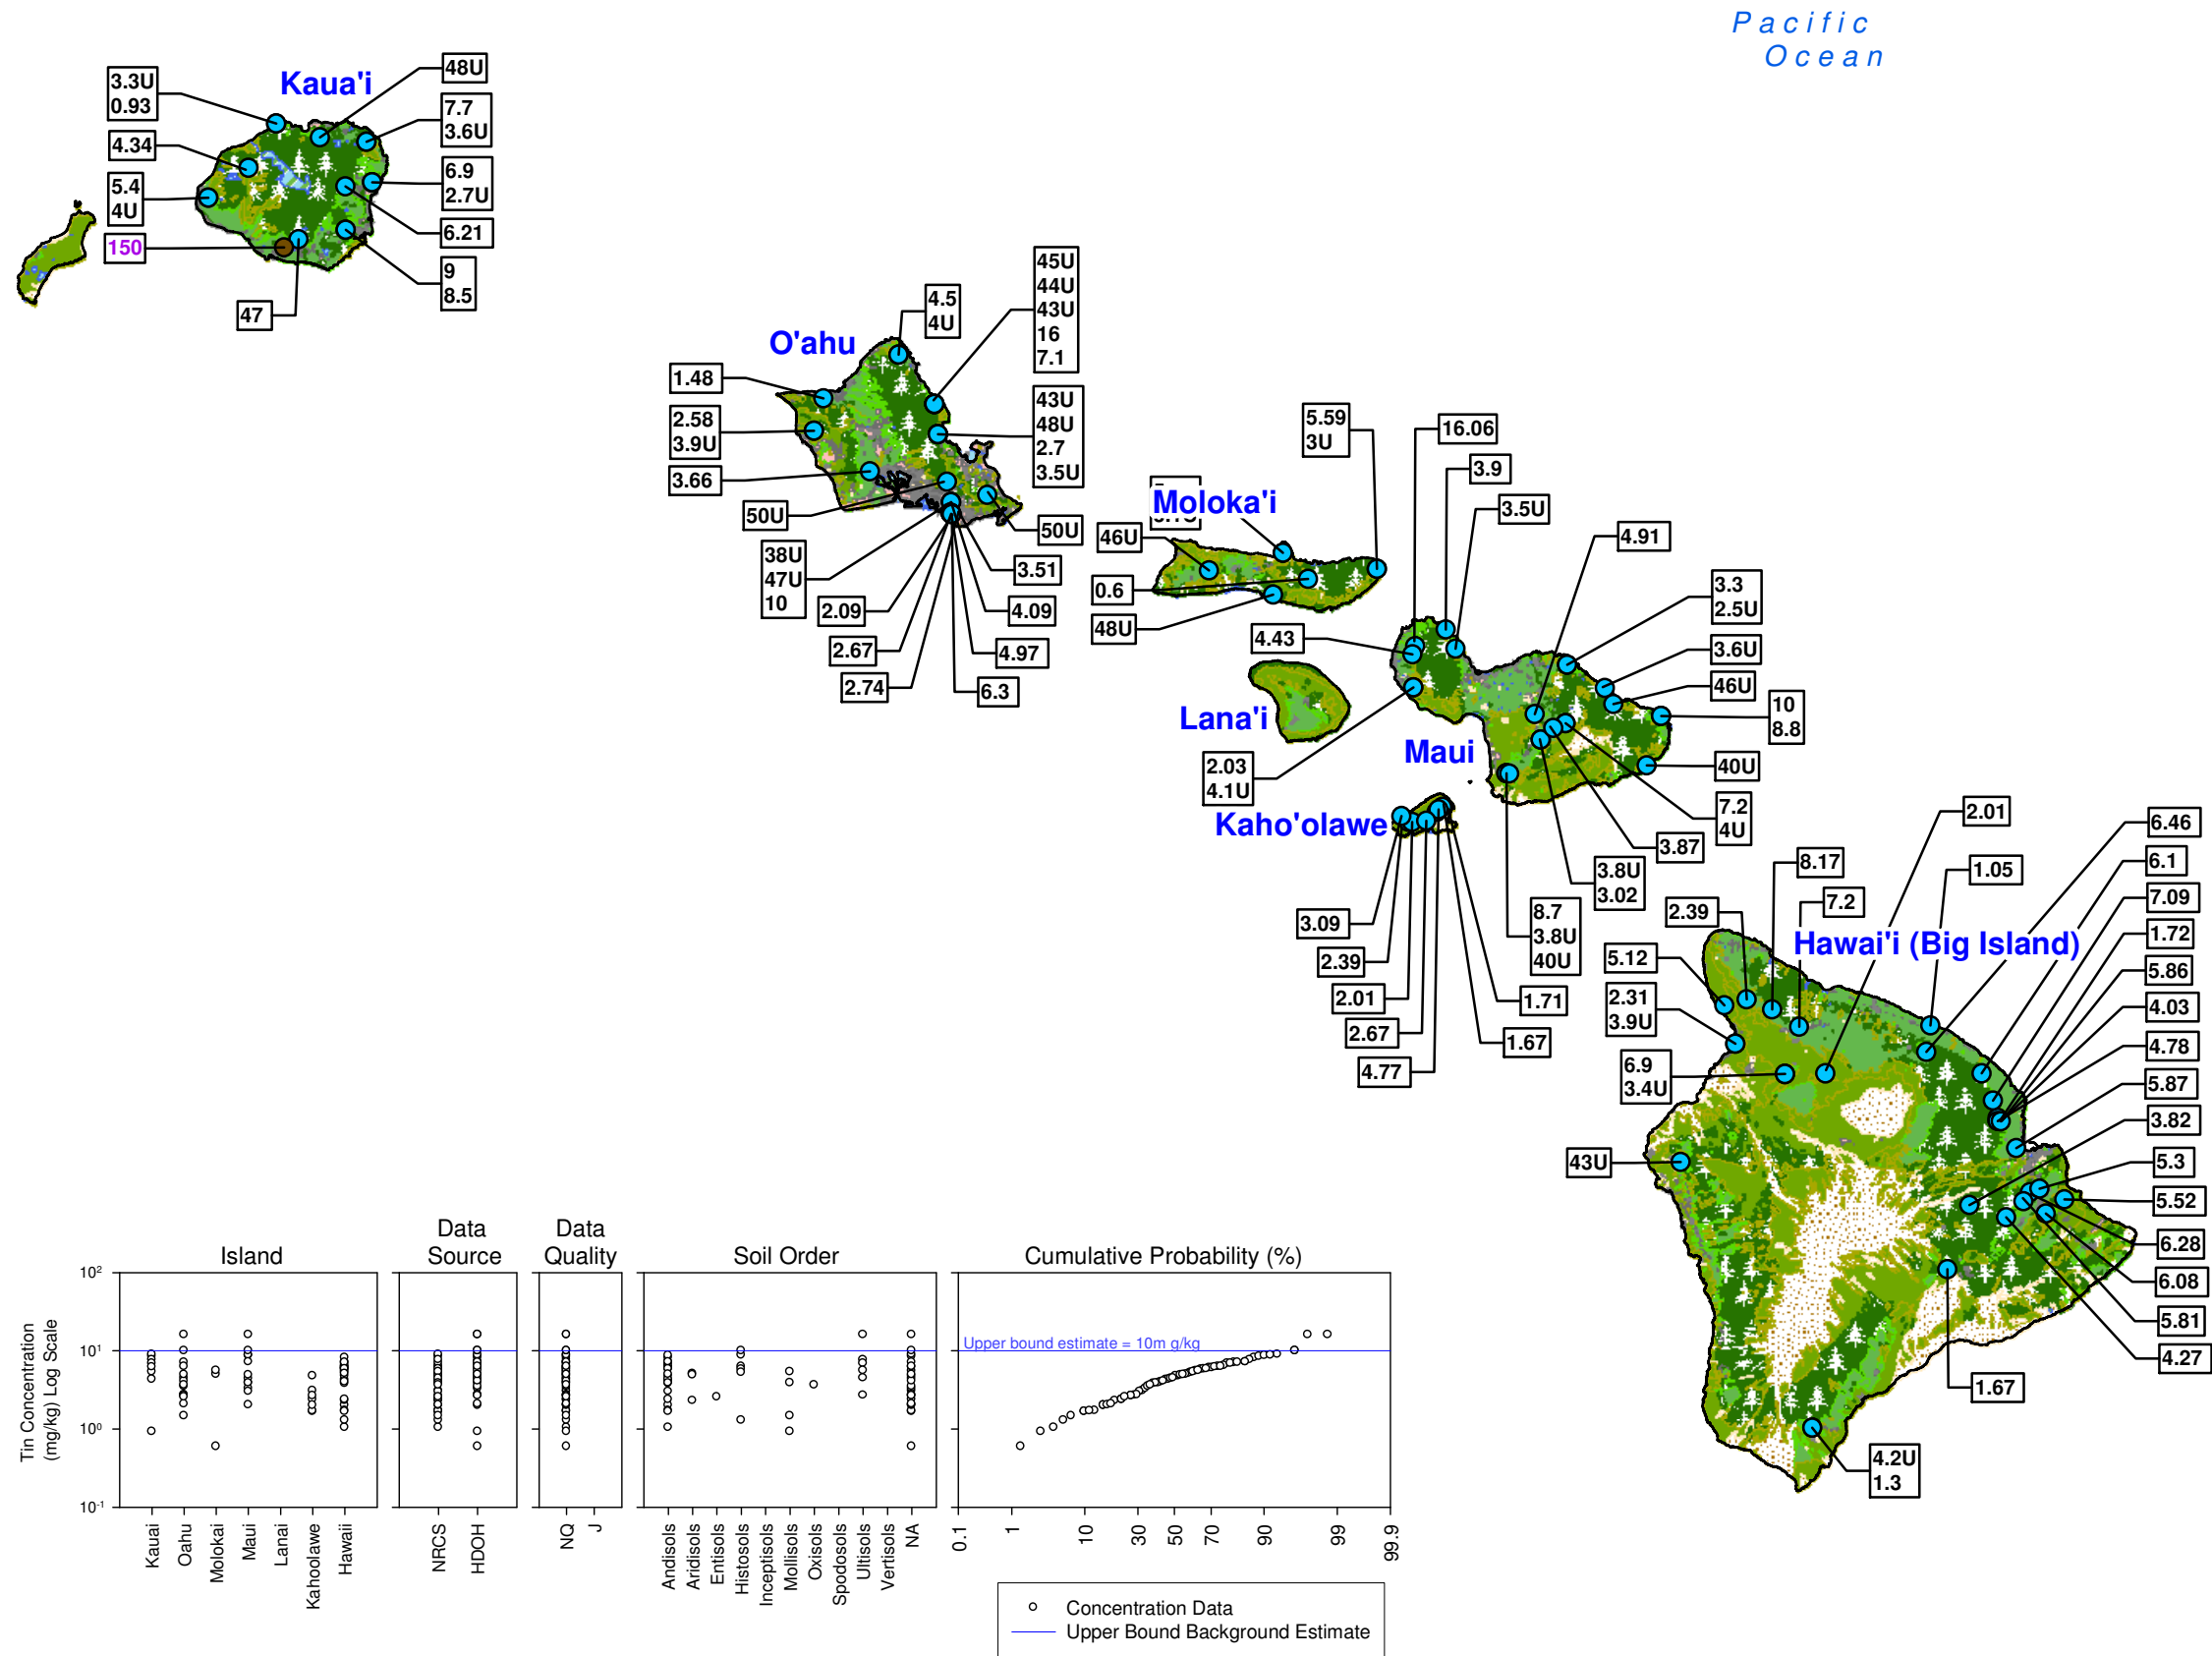 Pacific
Ocean
Kaua'i
48U
3.3U
0.93
7.7
3.6U
4.34
6.9
2.7U
5.4
4U
6.21
150
9
8.5
47
45U
44U
43U
16
7.1
4.5
4U
O'ahu
1.48
43U
48U
2.7
3.5U
2.58
3.9U
3.66
50U
50U
38U
47U
10
3.51
2.09
4.09
2.67
4.97
2.74
6.3
5.59
3U
16.06
3.9
Moloka'i
3.5U
46U
4.91
0.6
3.3
2.5U
48U
4.43
3.6U
46U
Lana'i
10
8.8
Maui
2.03
4.1U
40U
7.2
4U
Kaho'olawe
3.87
3.8U
3.02
3.09
8.7
3.8U
40U
2.39
2.01
1.71
2.67
1.67
4.77
2.01
6.46
8.17
1.05
6.1
7.2
7.09
2.39
Hawai'i (Big Island)
1.72
5.12
5.86
2.31
3.9U
4.03
4.78
6.9
3.4U
5.87
3.82
43U
5.3
5.52
6.28
6.08
5.81
4.27
1.67
4.2U
1.3
Island
Data
Source
Data
Quality
Soil Order
Cumulative Probability (%)
Tin Concentration
(mg/kg) Log Scale
10²
10¹
10⁰
10⁻¹
Upper bound estimate = 10m g/kg
Kauai
Oahu
Molokai
Maui
Lanai
Kahoolawe
Hawaii
NRCS
HDOH
NQ
J
Andisols
Aridisols
Entisols
Histosols
Inceptisols
Mollisols
Oxisols
Spodosols
Ultisols
Vertisols
NA
0.1
1
10
30
50
70
90
99
99.9
Concentration Data
Upper Bound Background Estimate